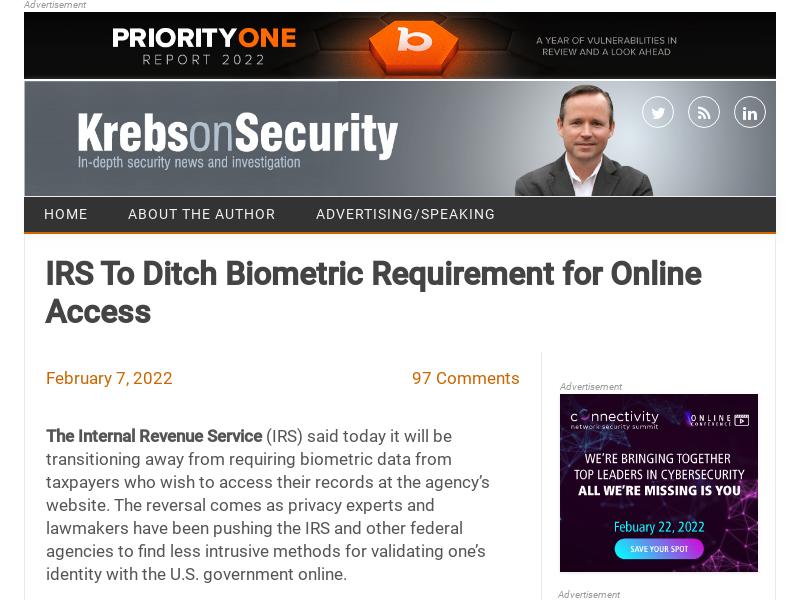 Advertisement
PRIORITYONE
REPORT 2022
b
A YEAR OF VULNERABILITIES IN
REVIEW AND A LOOK AHEAD
KrebsonSecurity
In-depth security news and investigation
in
HOME
ABOUT THE AUTHOR
ADVERTISING/SPEAKING
IRS To Ditch Biometric Requirement for Online
Access
February 7, 2022
97 Comments
The Internal Revenue Service (IRS) said today it will be
transitioning away from requiring biometric data from
taxpayers who wish to access their records at the agency’s
website. The reversal comes as privacy experts and
lawmakers have been pushing the IRS and other federal
agencies to find less intrusive methods for validating one’s
identity with the U.S. government online.
Advertisement
connectivity
network security summit
ONLINE
CONFERENCE
WE'RE BRINGING TOGETHER
TOP LEADERS IN CYBERSECURITY
ALL WE'RE MISSING IS YOU
Febuary 22, 2022
SAVE YOUR SPOT
Advertisement